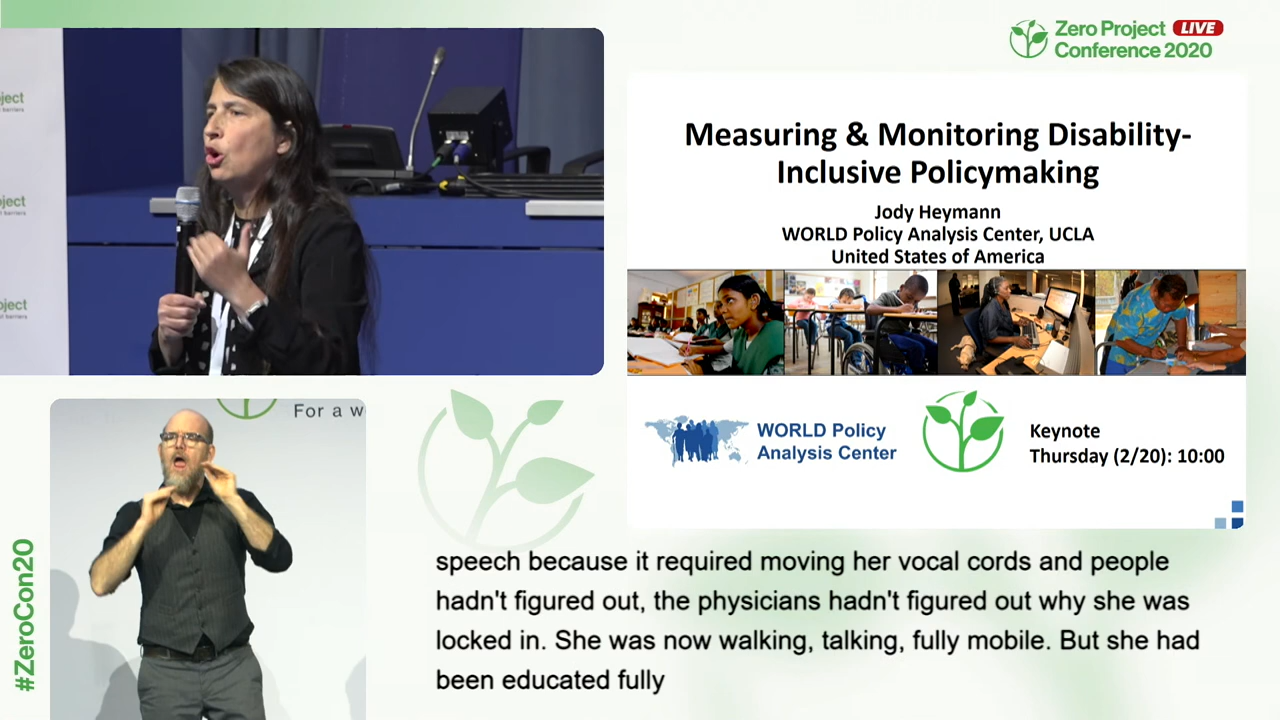 Zero Project LIVE
Conference 2020
ject
ject
ject
Measuring & Monitoring Disability-
Inclusive Policymaking
Jody Heymann
WORLD Policy Analysis Center, UCLA
United States of America
For a w
WORLD Policy
Analysis Center
Keynote
Thursday (2/20): 10:00
#ZeroCon20
speech because it required moving her vocal cords and people
hadn't figured out, the physicians hadn't figured out why she was
locked in. She was now walking, talking, fully mobile. But she had
been educated fully